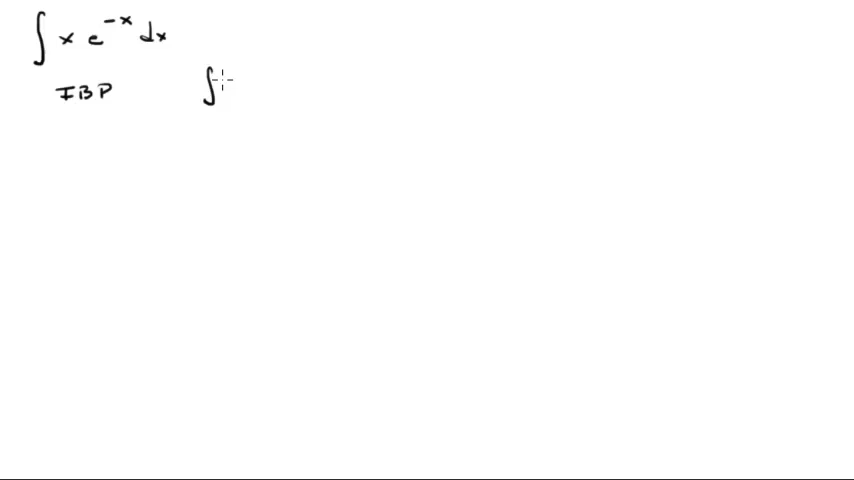 ∫ x e^{-x} dx
IBP ∫